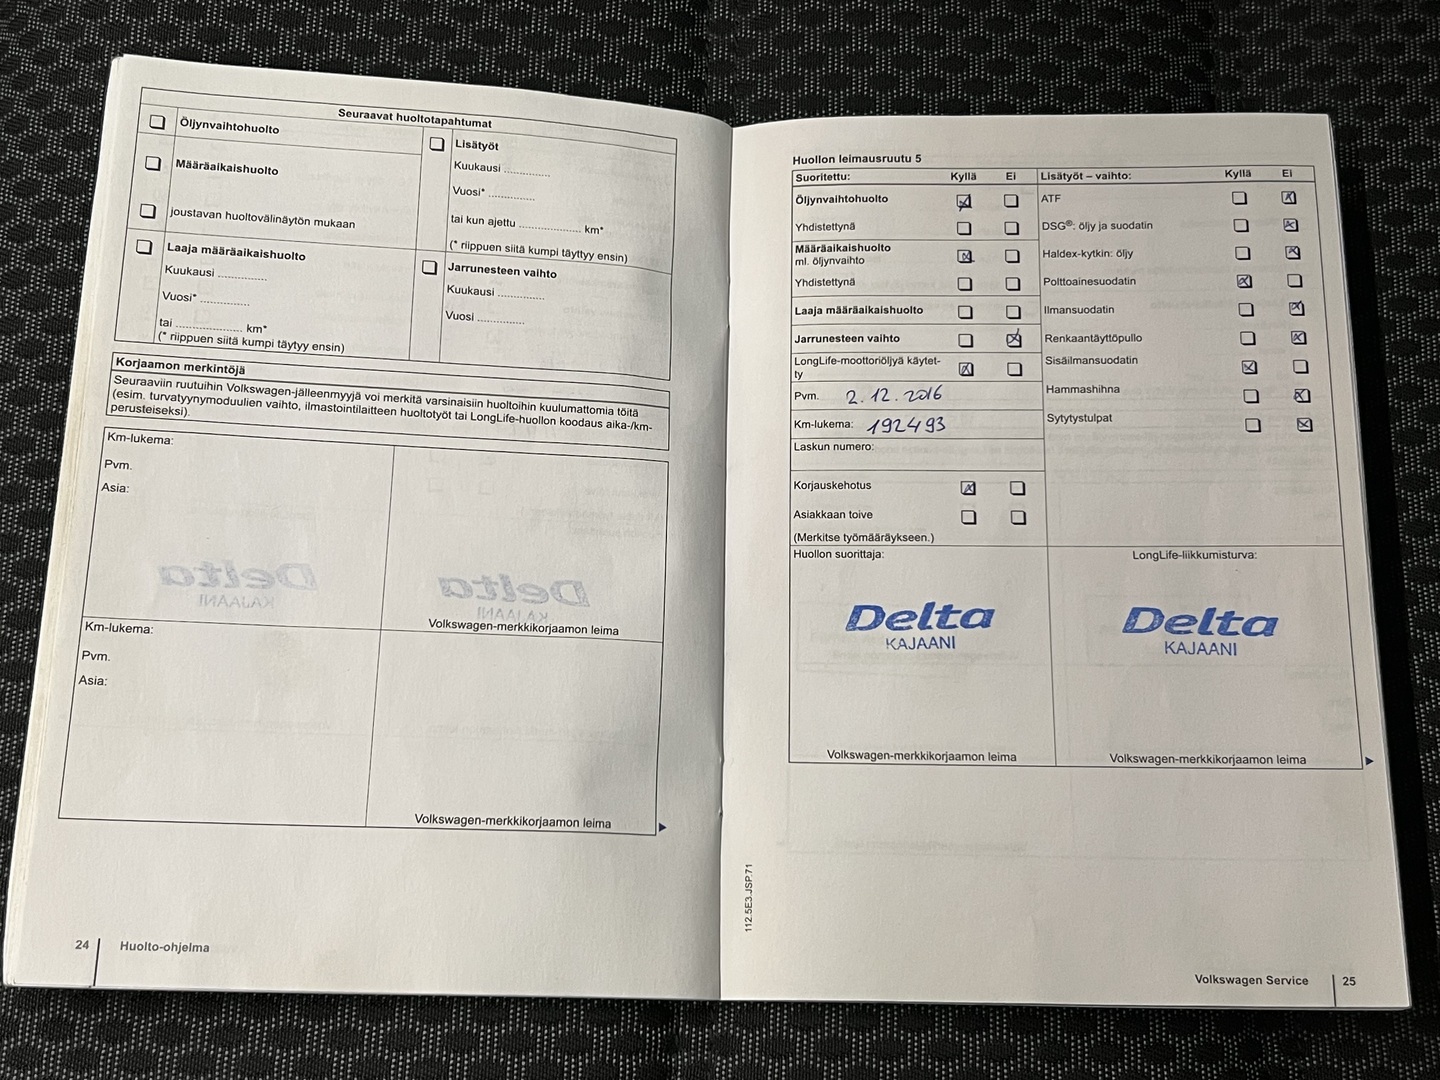 Seuraavat huoltotapahtumat
Öljynvaihtohuolto
Määräaikaishuolto
joustavan huoltovälinäytön mukaan
Lisätyöt
Kuukausi ..............
Vuosi* ..............
tai kun ajettu .................... km*
(* riippuen siitä kumpi täytyy ensin)
Laaja määräaikaishuolto
Kuukausi ..............
Vuosi* ..............
tai .................... km*
(* riippuen siitä kumpi täytyy ensin)
Jarrunesteen vaihto
Kuukausi ..............
Vuosi ..............
Korjaamon merkintöjä
Seuraaviin ruutuihin Volkswagen-jälleenmyyjä voi merkitä varsinaisiin huoltoihin kuulumattomia töitä
(esim. turvatyynymoduulien vaihto, ilmastointilaitteen huoltotyöt tai LongLife-huollon koodaus aika-/km-
perusteiseksi).
Km-lukema:
Pvm.
Asia:
Delta
KAJAANI
Delta
KAJAANI
Volkswagen-merkkikorjaamon leima
Km-lukema:
Pvm.
Asia:
Volkswagen-merkkikorjaamon leima
24 Huolto-ohjelma
Huollon leimausruutu 5
Suoritettu: Kyllä Ei
Öljynvaihtohuolto
Yhdistettynä
Määräaikaishuolto
ml. öljynvaihto
Yhdistettynä
Laaja määräaikaishuolto
Jarrunesteen vaihto
LongLife-moottoriöljyä käytet-
ty
Pvm. 2.12.2016
Km-lukema: 192493
Laskun numero:
Korjauskehotus
Asiakkaan toive
(Merkitse työmääräykseen.)
Lisätyöt – vaihto: Kyllä Ei
ATF
DSG®: öljy ja suodatin
Haldex-kytkin: öljy
Polttoainesuodatin
Ilmansuodatin
Renkaantäyttöpullo
Sisäilmansuodatin
Hammashihna
Sytytystulpat
Huollon suorittaja:
Delta
KAJAANI
Volkswagen-merkkikorjaamon leima
LongLife-liikkumisturva:
Delta
KAJAANI
Volkswagen-merkkikorjaamon leima
112.5E3.JSP.71
Volkswagen Service 25